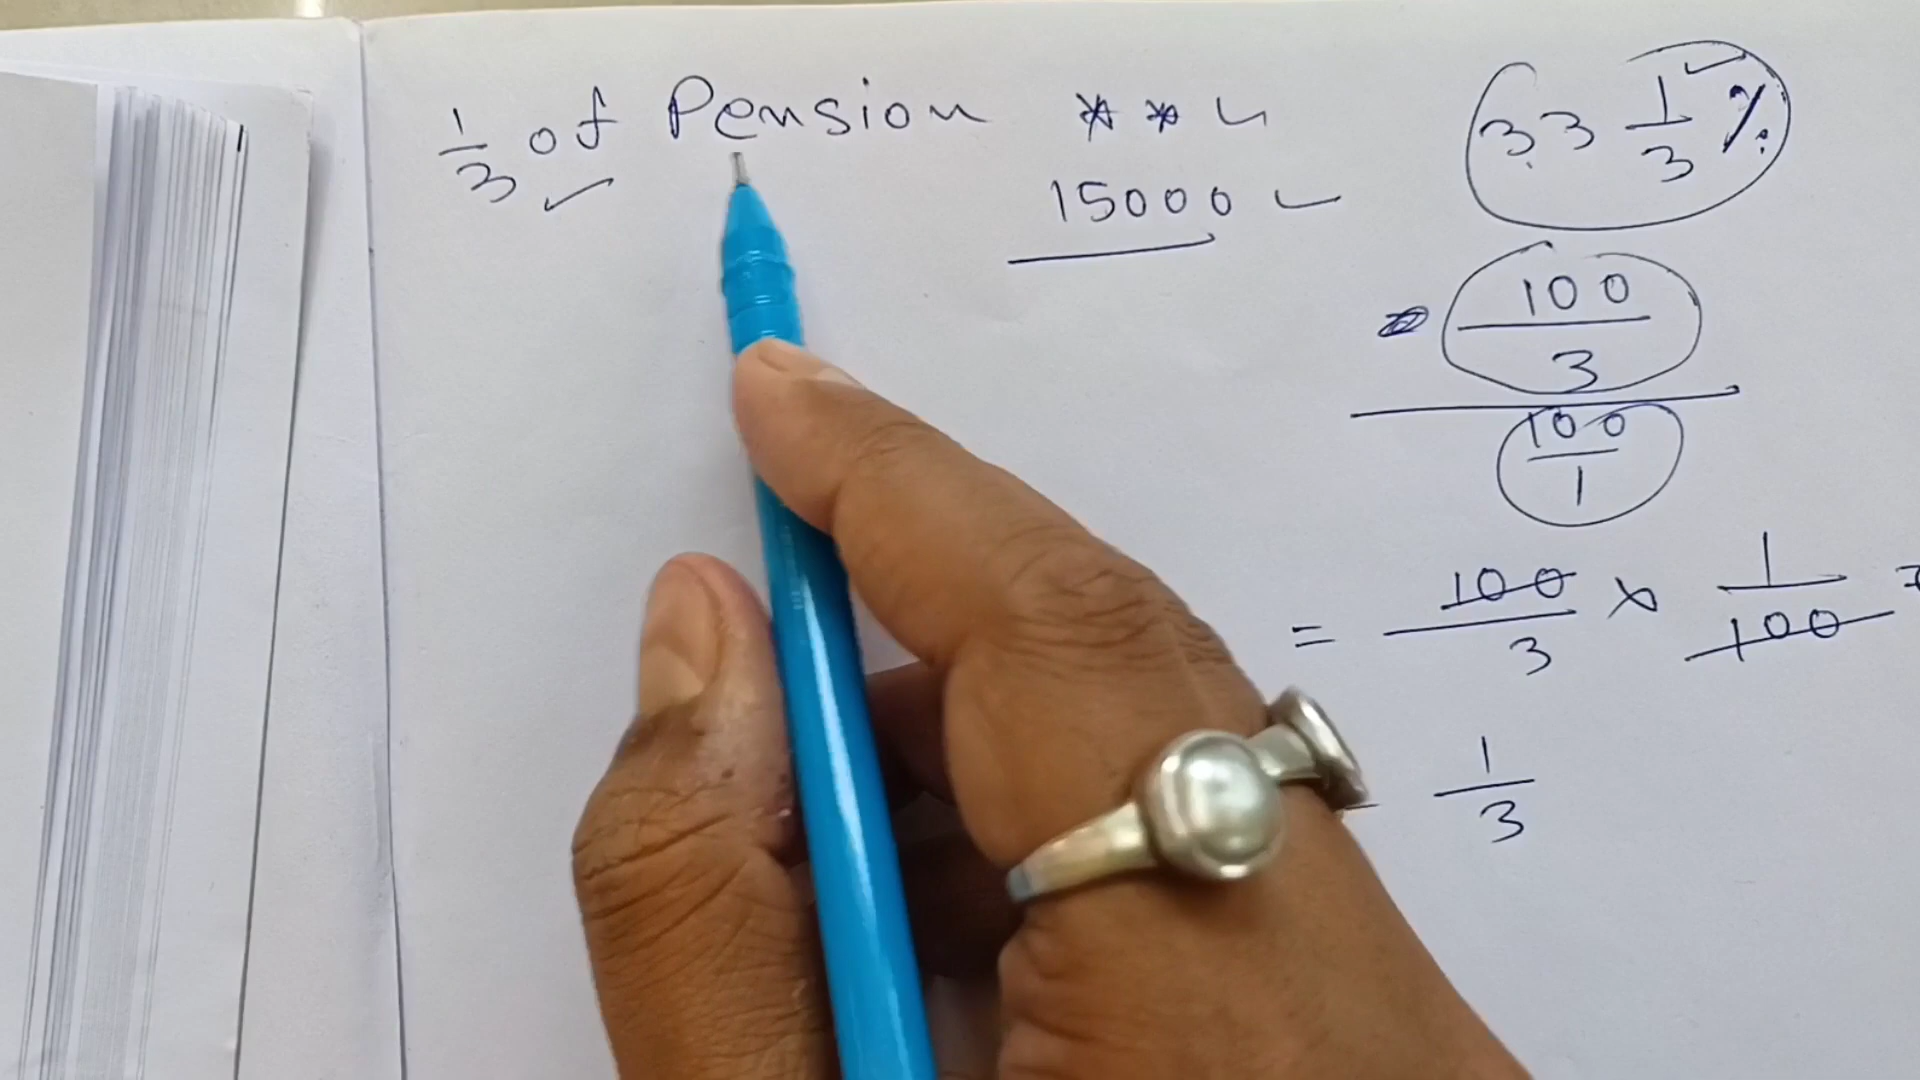 1/3 of Pension **
15000
33 1/3 %
100/3
100/1
= 100/3 × 1/100
1/3